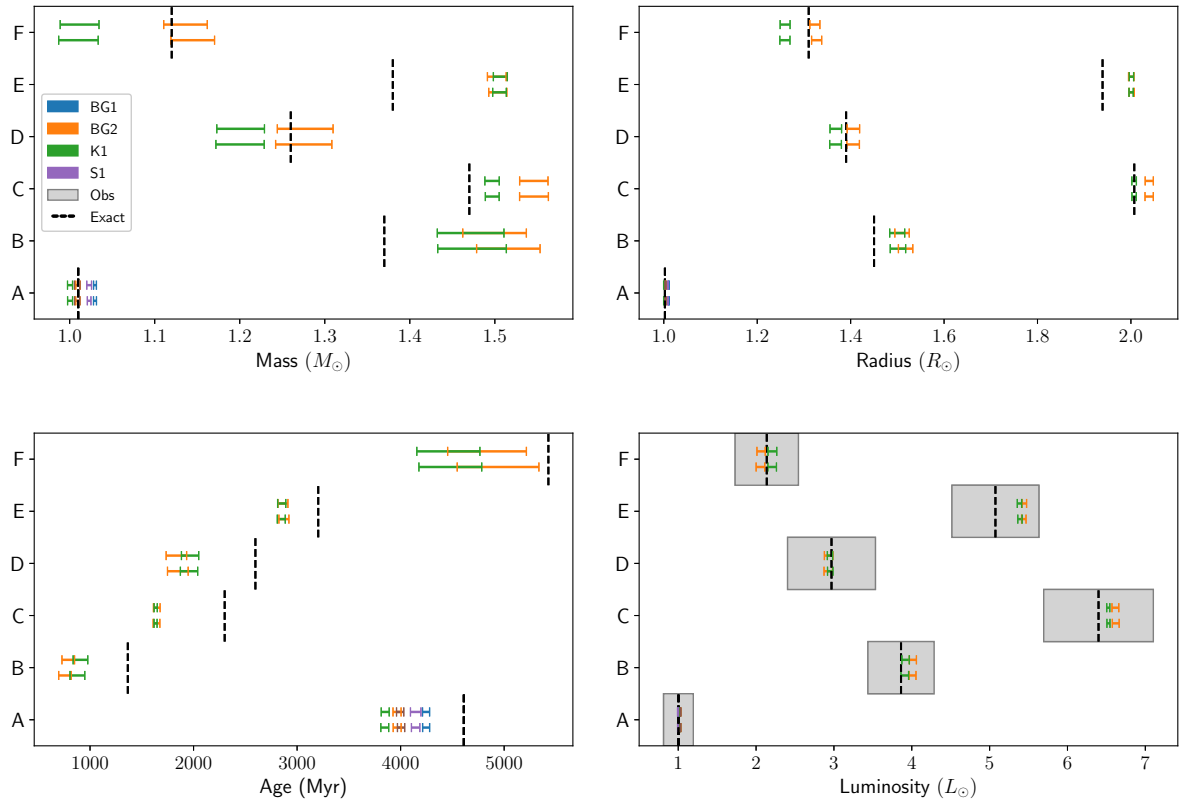 F
E
D
C
B
A
BG1
BG2
K1
S1
Obs
Exact
1.0 1.1 1.2 1.3 1.4 1.5
Mass (M⊙)
F
E
D
C
B
A
1.0 1.2 1.4 1.6 1.8 2.0
Radius (R⊙)
F
E
D
C
B
A
1000 2000 3000 4000 5000
Age (Myr)
F
E
D
C
B
A
1 2 3 4 5 6 7
Luminosity (L⊙)